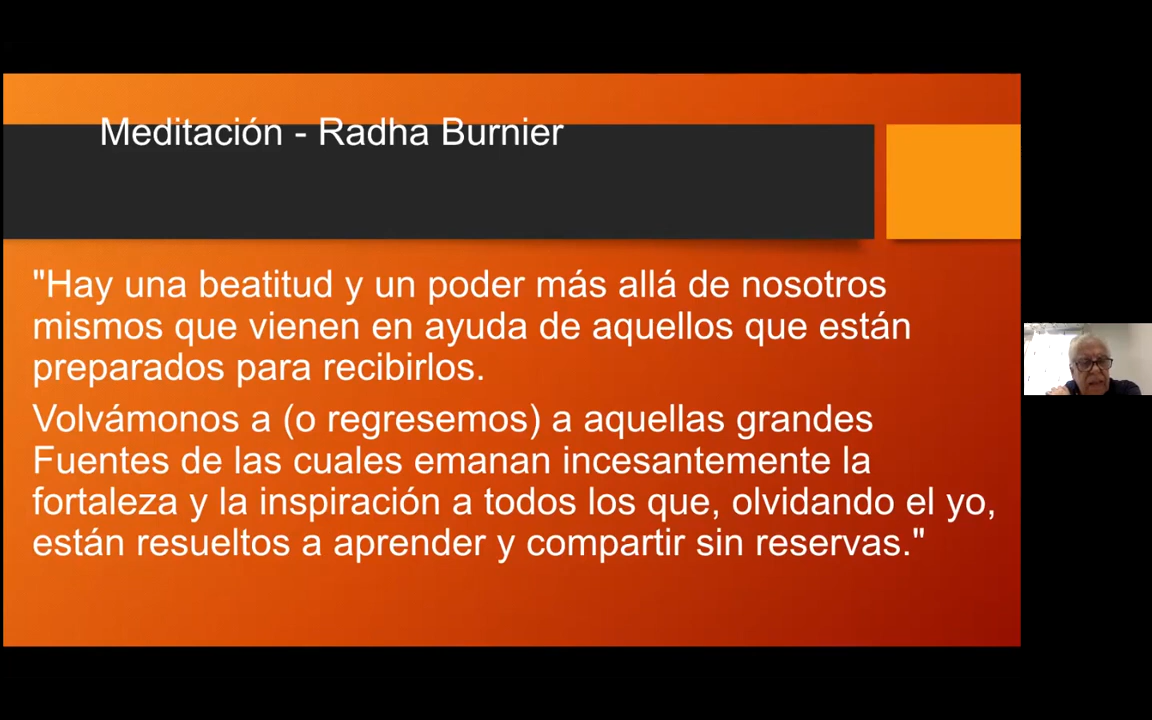 Meditación - Radha Burnier
"Hay una beatitud y un poder más allá de nosotros
mismos que vienen en ayuda de aquellos que están
preparados para recibirlos.
Volvámonos a (o regresemos) a aquellas grandes
Fuentes de las cuales emanan incesantemente la
fortaleza y la inspiración a todos los que, olvidando el yo,
están resueltos a aprender y compartir sin reservas."